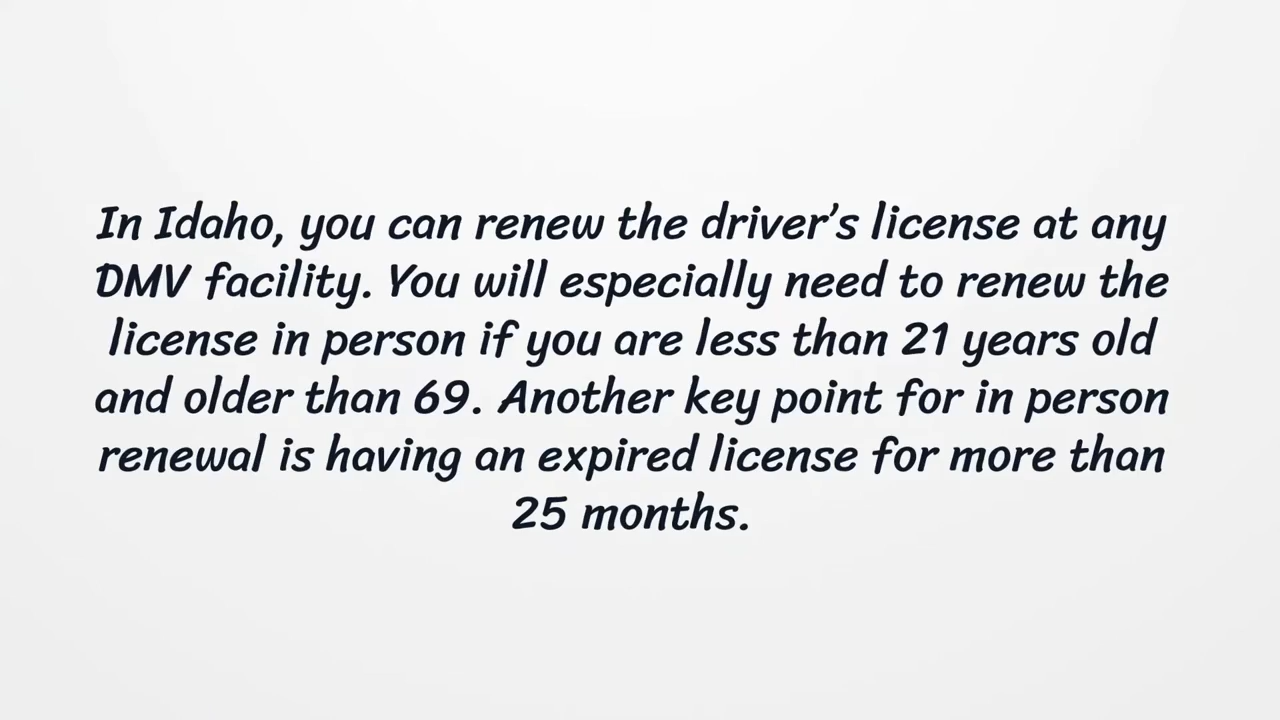 In Idaho, you can renew the driver’s license at any
DMV facility. You will especially need to renew the
license in person if you are less than 21 years old
and older than 69. Another key point for in person
renewal is having an expired license for more than
25 months.